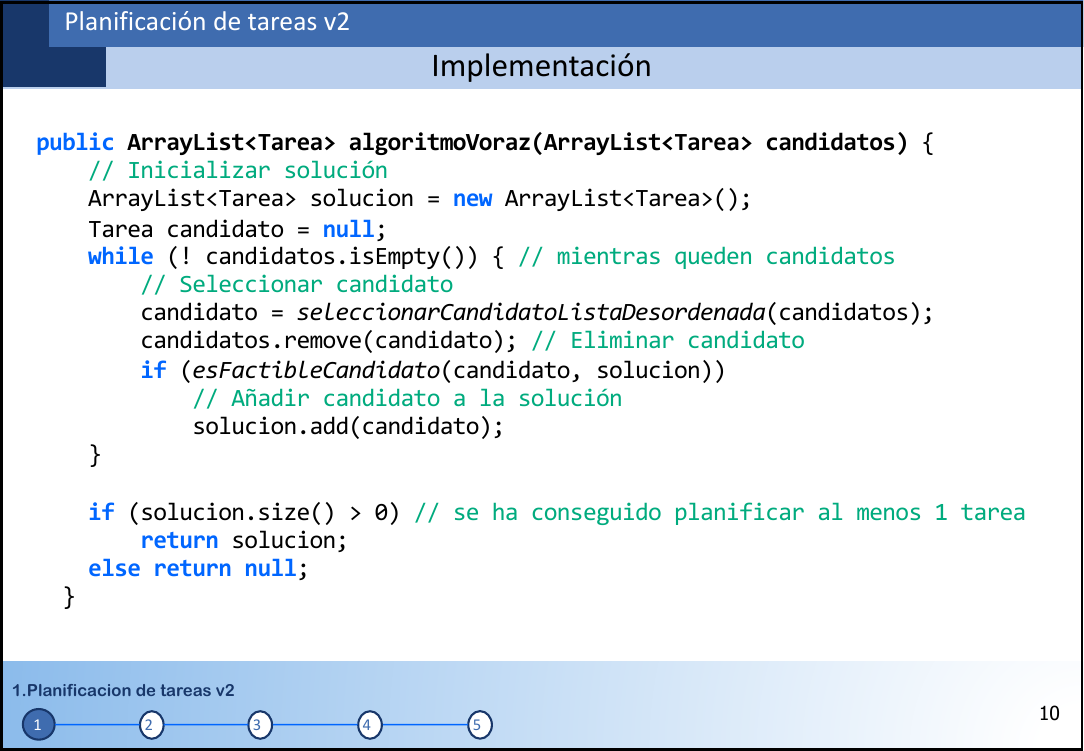 Planificación de tareas v2
Implementación
public ArrayList<Tarea> algoritmoVoraz(ArrayList<Tarea> candidatos) {
// Inicializar solución
ArrayList<Tarea> solucion = new ArrayList<Tarea>();
Tarea candidato = null;
while (! candidatos.isEmpty()) { // mientras queden candidatos
// Seleccionar candidato
candidato = seleccionarCandidatoListaDesordenada(candidatos);
candidatos.remove(candidato); // Eliminar candidato
if (esFactibleCandidato(candidato, solucion))
// Añadir candidato a la solución
solucion.add(candidato);
}
if (solucion.size() > 0) // se ha conseguido planificar al menos 1 tarea
return solucion;
else return null;
}
1.Planificacion de tareas v2
1 2 3 4 5
10